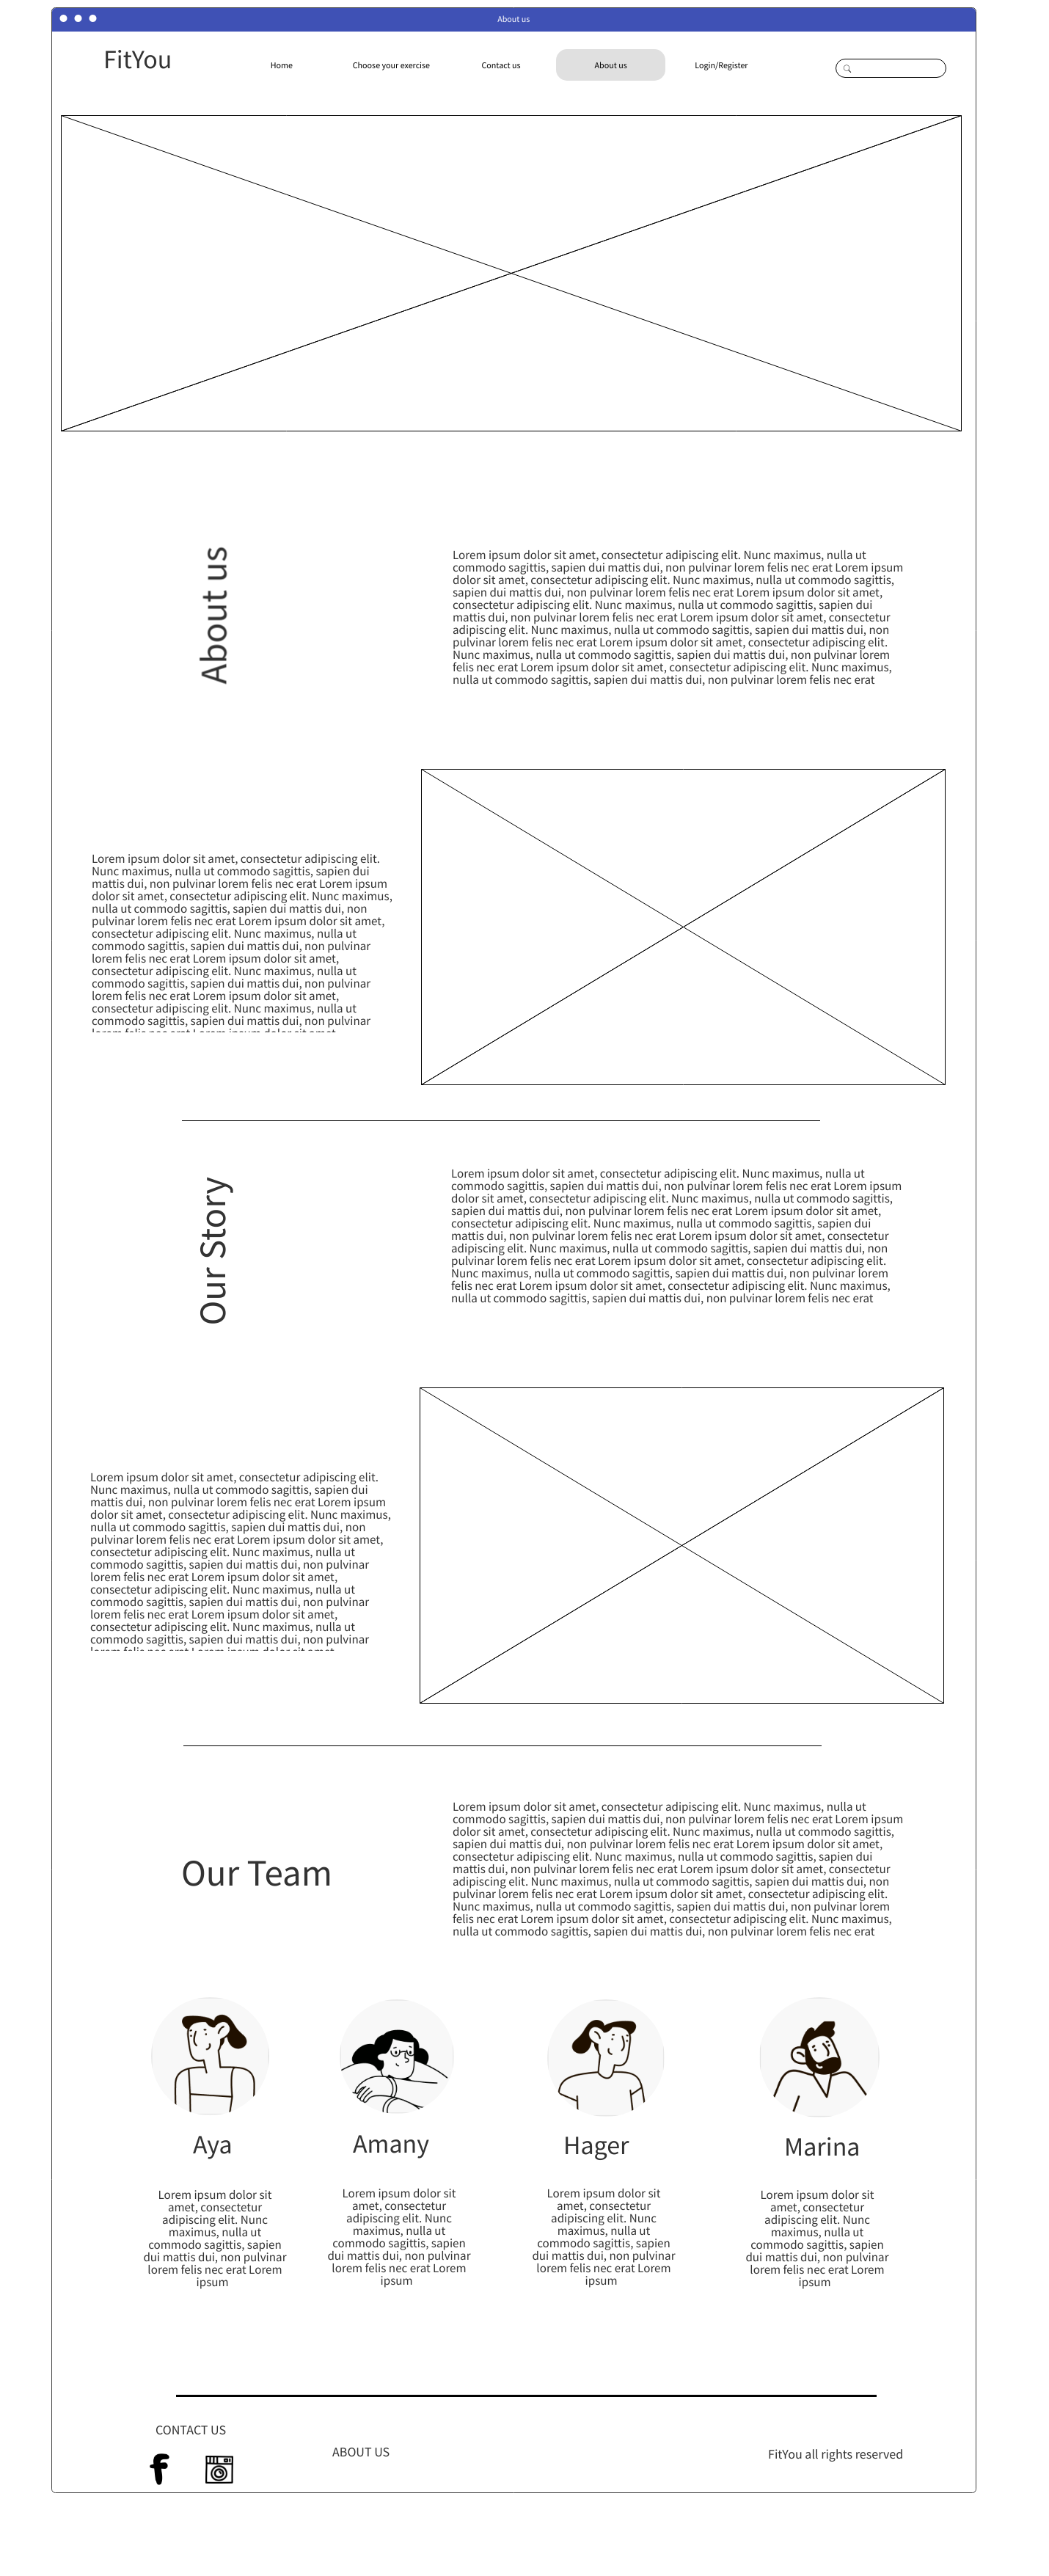 About us
FitYou
Home
Choose your exercise
Contact us
About us
Login/Register
About us
Lorem ipsum dolor sit amet, consectetur adipiscing elit. Nunc maximus, nulla ut
commodo sagittis, sapien dui mattis dui, non pulvinar lorem felis nec erat Lorem ipsum
dolor sit amet, consectetur adipiscing elit. Nunc maximus, nulla ut commodo sagittis,
sapien dui mattis dui, non pulvinar lorem felis nec erat Lorem ipsum dolor sit amet,
consectetur adipiscing elit. Nunc maximus, nulla ut commodo sagittis, sapien dui
mattis dui, non pulvinar lorem felis nec erat Lorem ipsum dolor sit amet, consectetur
adipiscing elit. Nunc maximus, nulla ut commodo sagittis, sapien dui mattis dui, non
pulvinar lorem felis nec erat Lorem ipsum dolor sit amet, consectetur adipiscing elit.
Nunc maximus, nulla ut commodo sagittis, sapien dui mattis dui, non pulvinar lorem
felis nec erat Lorem ipsum dolor sit amet, consectetur adipiscing elit. Nunc maximus,
nulla ut commodo sagittis, sapien dui mattis dui, non pulvinar lorem felis nec erat
Lorem ipsum dolor sit amet, consectetur adipiscing elit.
Nunc maximus, nulla ut commodo sagittis, sapien dui
mattis dui, non pulvinar lorem felis nec erat Lorem ipsum
dolor sit amet, consectetur adipiscing elit. Nunc maximus,
nulla ut commodo sagittis, sapien dui mattis dui, non
pulvinar lorem felis nec erat Lorem ipsum dolor sit amet,
consectetur adipiscing elit. Nunc maximus, nulla ut
commodo sagittis, sapien dui mattis dui, non pulvinar
lorem felis nec erat Lorem ipsum dolor sit amet,
consectetur adipiscing elit. Nunc maximus, nulla ut
commodo sagittis, sapien dui mattis dui, non pulvinar
lorem felis nec erat Lorem ipsum dolor sit amet,
consectetur adipiscing elit. Nunc maximus, nulla ut
commodo sagittis, sapien dui mattis dui, non pulvinar
lorem felis nec erat Lorem ipsum dolor sit amet
Our Story
Lorem ipsum dolor sit amet, consectetur adipiscing elit. Nunc maximus, nulla ut
commodo sagittis, sapien dui mattis dui, non pulvinar lorem felis nec erat Lorem ipsum
dolor sit amet, consectetur adipiscing elit. Nunc maximus, nulla ut commodo sagittis,
sapien dui mattis dui, non pulvinar lorem felis nec erat Lorem ipsum dolor sit amet,
consectetur adipiscing elit. Nunc maximus, nulla ut commodo sagittis, sapien dui
mattis dui, non pulvinar lorem felis nec erat Lorem ipsum dolor sit amet, consectetur
adipiscing elit. Nunc maximus, nulla ut commodo sagittis, sapien dui mattis dui, non
pulvinar lorem felis nec erat Lorem ipsum dolor sit amet, consectetur adipiscing elit.
Nunc maximus, nulla ut commodo sagittis, sapien dui mattis dui, non pulvinar lorem
felis nec erat Lorem ipsum dolor sit amet, consectetur adipiscing elit. Nunc maximus,
nulla ut commodo sagittis, sapien dui mattis dui, non pulvinar lorem felis nec erat
Lorem ipsum dolor sit amet, consectetur adipiscing elit.
Nunc maximus, nulla ut commodo sagittis, sapien dui
mattis dui, non pulvinar lorem felis nec erat Lorem ipsum
dolor sit amet, consectetur adipiscing elit. Nunc maximus,
nulla ut commodo sagittis, sapien dui mattis dui, non
pulvinar lorem felis nec erat Lorem ipsum dolor sit amet,
consectetur adipiscing elit. Nunc maximus, nulla ut
commodo sagittis, sapien dui mattis dui, non pulvinar
lorem felis nec erat Lorem ipsum dolor sit amet,
consectetur adipiscing elit. Nunc maximus, nulla ut
commodo sagittis, sapien dui mattis dui, non pulvinar
lorem felis nec erat Lorem ipsum dolor sit amet,
consectetur adipiscing elit. Nunc maximus, nulla ut
commodo sagittis, sapien dui mattis dui, non pulvinar
lorem felis nec erat Lorem ipsum dolor sit amet
Our Team
Lorem ipsum dolor sit amet, consectetur adipiscing elit. Nunc maximus, nulla ut
commodo sagittis, sapien dui mattis dui, non pulvinar lorem felis nec erat Lorem ipsum
dolor sit amet, consectetur adipiscing elit. Nunc maximus, nulla ut commodo sagittis,
sapien dui mattis dui, non pulvinar lorem felis nec erat Lorem ipsum dolor sit amet,
consectetur adipiscing elit. Nunc maximus, nulla ut commodo sagittis, sapien dui
mattis dui, non pulvinar lorem felis nec erat Lorem ipsum dolor sit amet, consectetur
adipiscing elit. Nunc maximus, nulla ut commodo sagittis, sapien dui mattis dui, non
pulvinar lorem felis nec erat Lorem ipsum dolor sit amet, consectetur adipiscing elit.
Nunc maximus, nulla ut commodo sagittis, sapien dui mattis dui, non pulvinar lorem
felis nec erat Lorem ipsum dolor sit amet, consectetur adipiscing elit. Nunc maximus,
nulla ut commodo sagittis, sapien dui mattis dui, non pulvinar lorem felis nec erat
Aya
Lorem ipsum dolor sit
amet, consectetur
adipiscing elit. Nunc
maximus, nulla ut
commodo sagittis, sapien
dui mattis dui, non pulvinar
lorem felis nec erat Lorem
ipsum
Amany
Lorem ipsum dolor sit
amet, consectetur
adipiscing elit. Nunc
maximus, nulla ut
commodo sagittis, sapien
dui mattis dui, non pulvinar
lorem felis nec erat Lorem
ipsum
Hager
Lorem ipsum dolor sit
amet, consectetur
adipiscing elit. Nunc
maximus, nulla ut
commodo sagittis, sapien
dui mattis dui, non pulvinar
lorem felis nec erat Lorem
ipsum
Marina
Lorem ipsum dolor sit
amet, consectetur
adipiscing elit. Nunc
maximus, nulla ut
commodo sagittis, sapien
dui mattis dui, non pulvinar
lorem felis nec erat Lorem
ipsum
CONTACT US
ABOUT US
FitYou all rights reserved